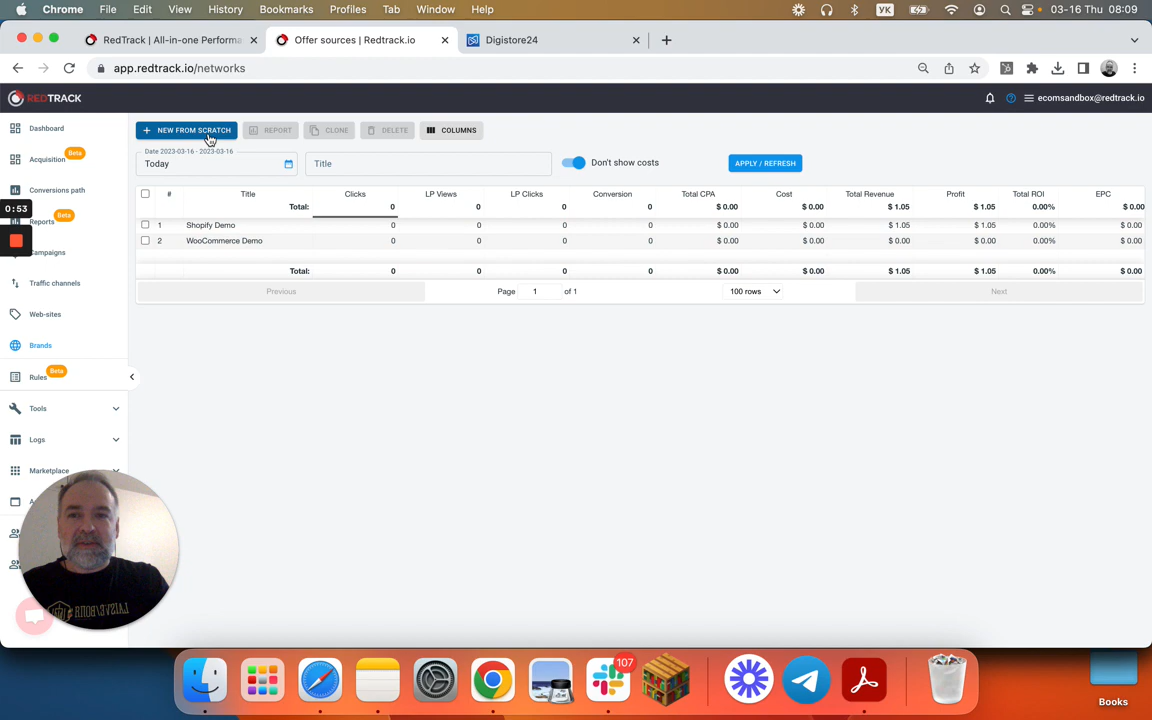 Chrome File Edit View History Bookmarks Profiles Tab Window Help УК 03-16 Thu 08:09
RedTrack | All-in-one Performa Offer sources | Redtrack.io Digistore24
app.redtrack.io/networks
REDTRACK ecomsandbox@redtrack.io
Dashboard
Acquisition Beta
Conversions path
0:53
Reports Beta
Campaigns
Traffic channels
Web-sites
Brands
Rules Beta
Tools
Logs
Marketplace
NEW FROM SCRATCH REPORT CLONE DELETE COLUMNS
Date 2023-03-16 - 2023-03-16
Today Title Don't show costs APPLY / REFRESH
# Title Clicks LP Views LP Clicks Conversion Total CPA Cost Total Revenue Profit Total ROI EPC
Total: 0 0 0 0 $ 0.00 $ 0.00 $ 1.05 $ 1.05 0.00% $ 0.00
1 Shopify Demo 0 0 0 0 $ 0.00 $ 0.00 $ 1.05 $ 1.05 0.00% $ 0.00
2 WooCommerce Demo 0 0 0 0 $ 0.00 $ 0.00 $ 0.00 $ 0.00 0.00% $ 0.00
Total: 0 0 0 0 $ 0.00 $ 0.00 $ 1.05 $ 1.05 0.00% $ 0.00
Previous Page 1 of 1 100 rows Next
107
Books